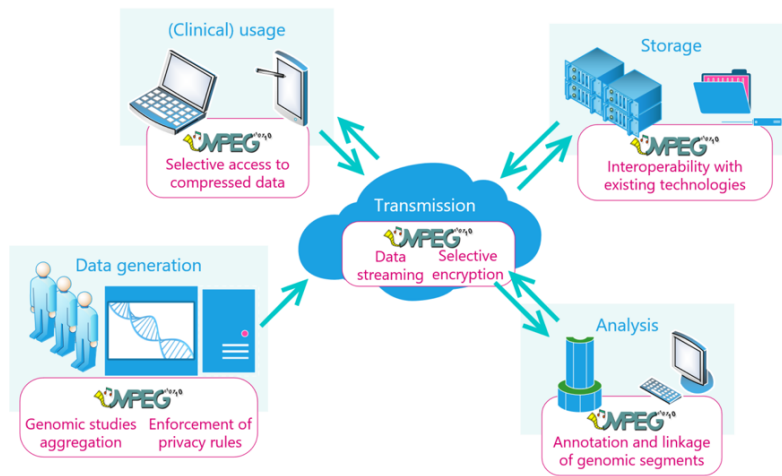 (Clinical) usage
MPEG
Selective access to
compressed data
Storage
MPEG
Interoperability with
existing technologies
Transmission
MPEG
Data
streaming
Selective
encryption
Data generation
MPEG
Genomic studies
aggregation
Enforcement of
privacy rules
Analysis
MPEG
Annotation and linkage
of genomic segments